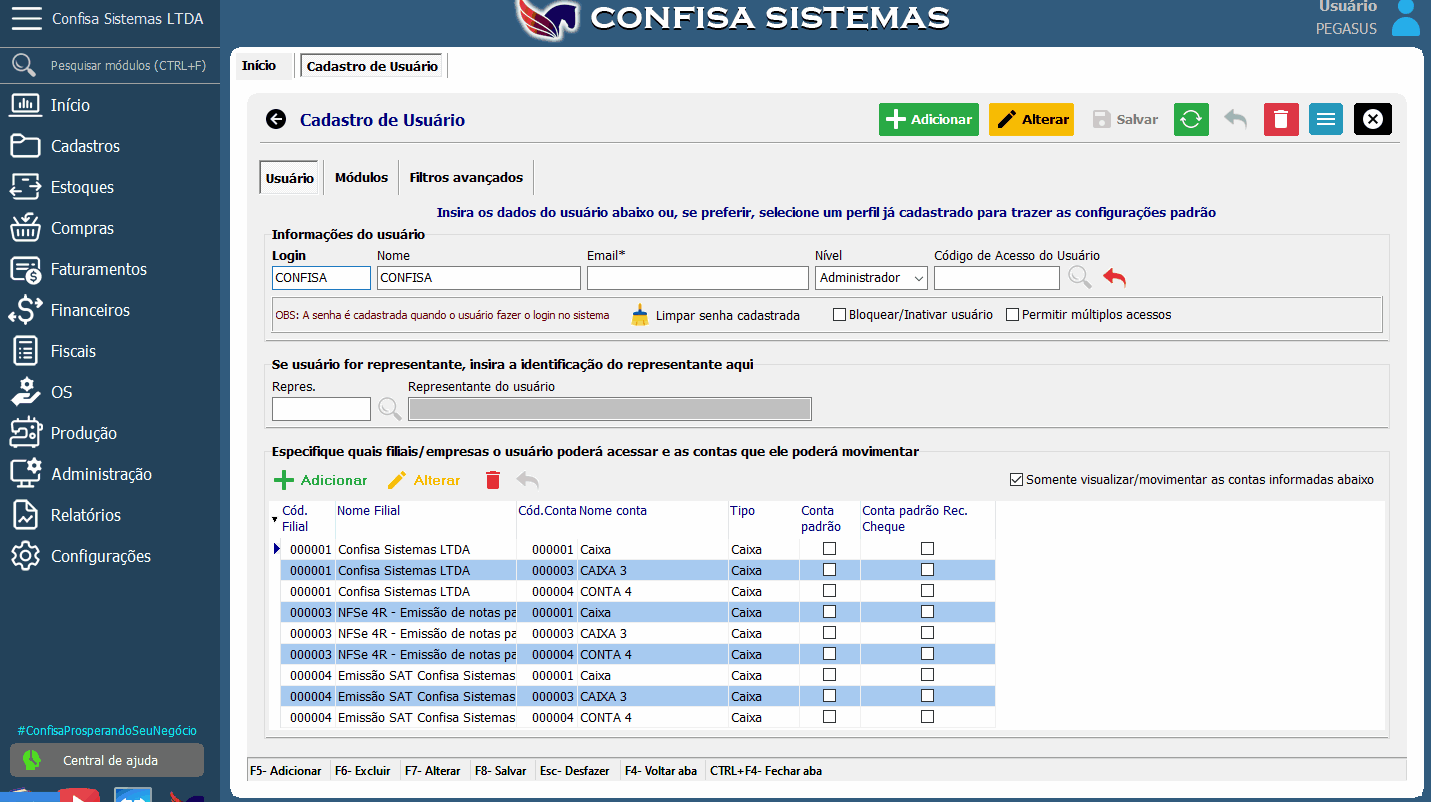 Confisa Sistemas LTDA
CONFISA SISTEMAS
Usuário
PEGASUS
Pesquisar módulos (CTRL+F)
Início
Cadastros
Estoques
Compras
Faturamentos
Financeiros
Fiscais
OS
Produção
Administração
Relatórios
Configurações
#ConfisaProsperandoSeuNegócio
Central de ajuda
Início Cadastro de Usuário
Cadastro de Usuário Adicionar Alterar Salvar
Usuário Módulos Filtros avançados
Insira os dados do usuário abaixo ou, se preferir, selecione um perfil já cadastrado para trazer as configurações padrão
Informações do usuário
Login Nome Email* Nível Código de Acesso do Usuário
CONFISA CONFISA Administrador
OBS: A senha é cadastrada quando o usuário fazer o login no sistema Limpar senha cadastrada Bloquear/Inativar usuário Permitir múltiplos acessos
Se usuário for representante, insira a identificação do representante aqui
Repres. Representante do usuário
Especifique quais filiais/empresas o usuário poderá acessar e as contas que ele poderá movimentar
Adicionar Alterar Somente visualizar/movimentar as contas informadas abaixo
Cód. Filial Nome Filial Cód.Conta Nome conta Tipo Conta padrão Conta padrão Rec. Cheque
000001 Confisa Sistemas LTDA 000001 Caixa Caixa
000001 Confisa Sistemas LTDA 000003 CAIXA 3 Caixa
000001 Confisa Sistemas LTDA 000004 CONTA 4 Caixa
000003 NFSe 4R - Emissão de notas pa 000001 Caixa Caixa
000003 NFSe 4R - Emissão de notas pa 000003 CAIXA 3 Caixa
000003 NFSe 4R - Emissão de notas pa 000004 CONTA 4 Caixa
000004 Emissão SAT Confisa Sistemas 000001 Caixa Caixa
000004 Emissão SAT Confisa Sistemas 000003 CAIXA 3 Caixa
000004 Emissão SAT Confisa Sistemas 000004 CONTA 4 Caixa
F5- Adicionar F6- Excluir F7- Alterar F8- Salvar Esc- Desfazer F4- Voltar aba CTRL+F4- Fechar aba